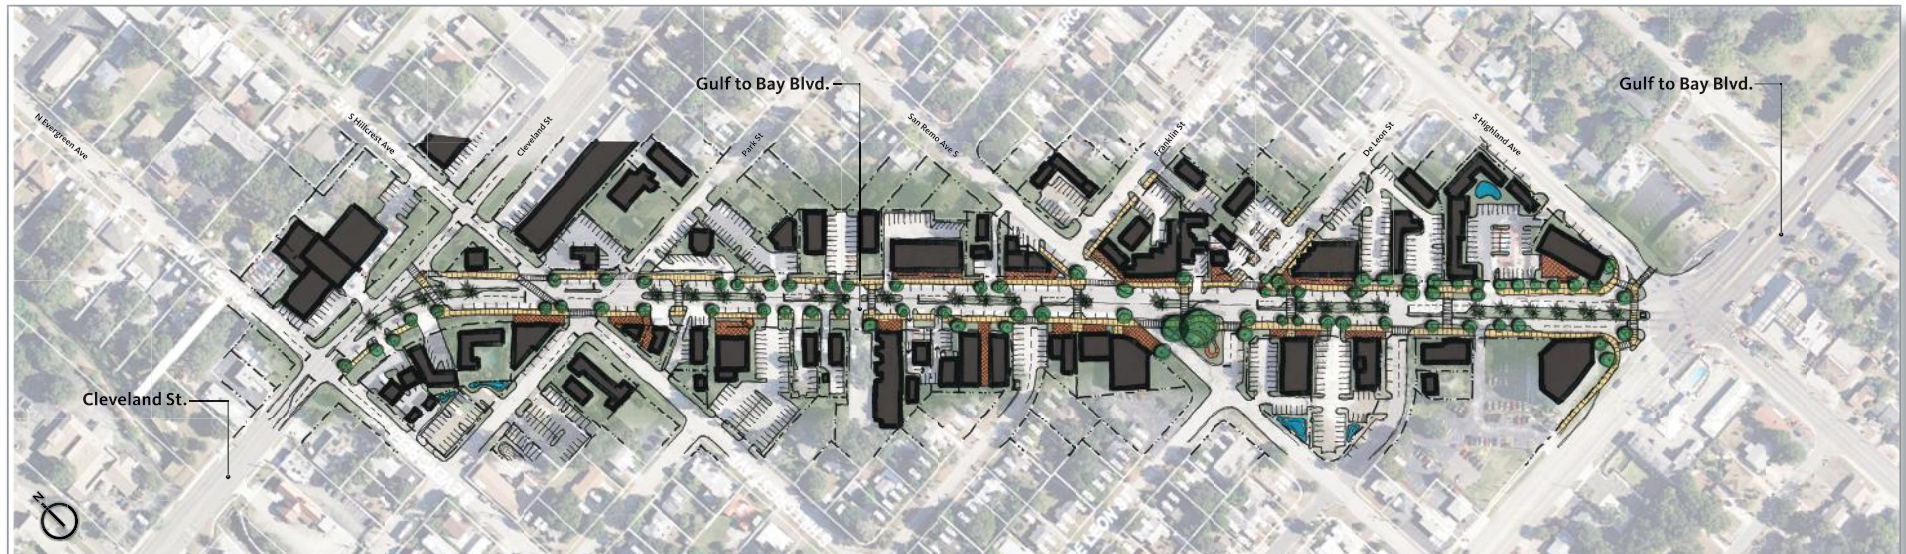 Gulf to Bay Blvd.
Gulf to Bay Blvd.
N Evergreen Ave
S Hillcrest Ave
Cleveland St
Park St
San Remo Ave S
Franklin St
De Leon St
S Highland Ave
Cleveland St.
N